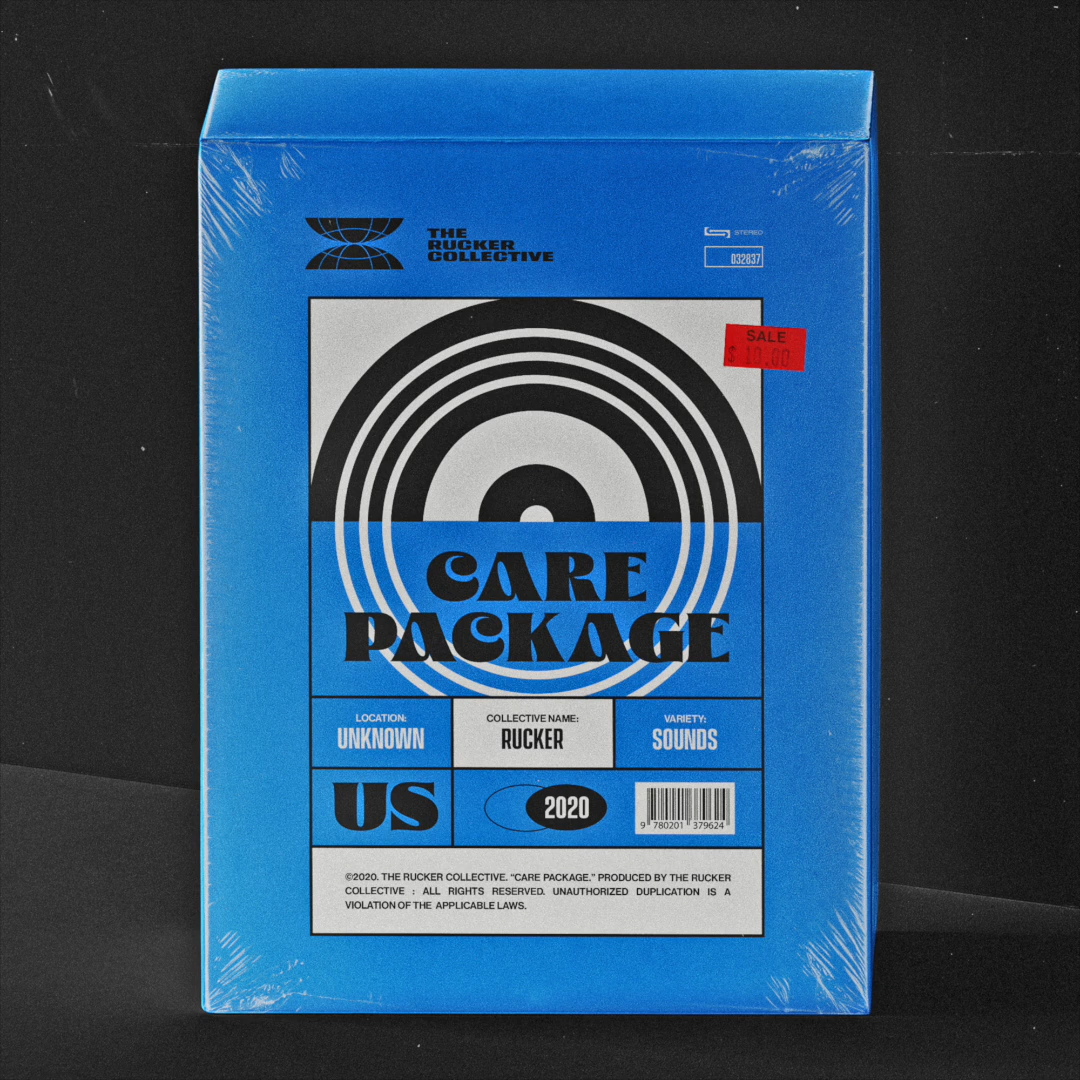 THE
RUCKER
COLLECTIVE
STEREO
032837
SALE
$ 10.00
CARE
PACKAGE
LOCATION:
UNKNOWN
COLLECTIVE NAME:
RUCKER
VARIETY:
SOUNDS
US
2020
9 780201 379624
©2020. THE RUCKER COLLECTIVE. “CARE PACKAGE.” PRODUCED BY THE RUCKER
COLLECTIVE : ALL RIGHTS RESERVED. UNAUTHORIZED DUPLICATION IS A
VIOLATION OF THE APPLICABLE LAWS.